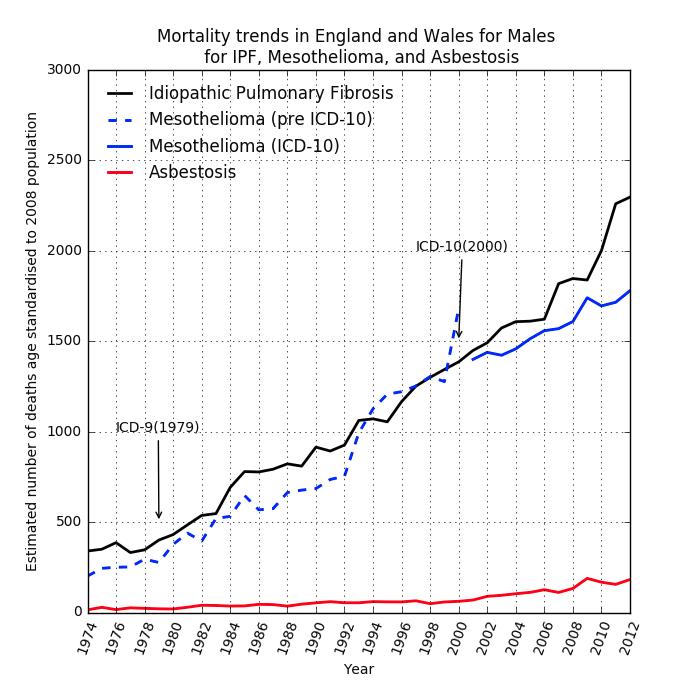 Mortality trends in England and Wales for Males
for IPF, Mesothelioma, and Asbestosis
Estimated number of deaths age standardised to 2008 population
3000
2500
2000
1500
1000
500
0
Idiopathic Pulmonary Fibrosis
Mesothelioma (pre ICD-10)
Mesothelioma (ICD-10)
Asbestosis
ICD-10(2000)
ICD-9(1979)
1974
1976
1978
1980
1982
1984
1986
1988
1990
1992
1994
1996
1998
2000
2002
2004
2006
2008
2010
2012
Year